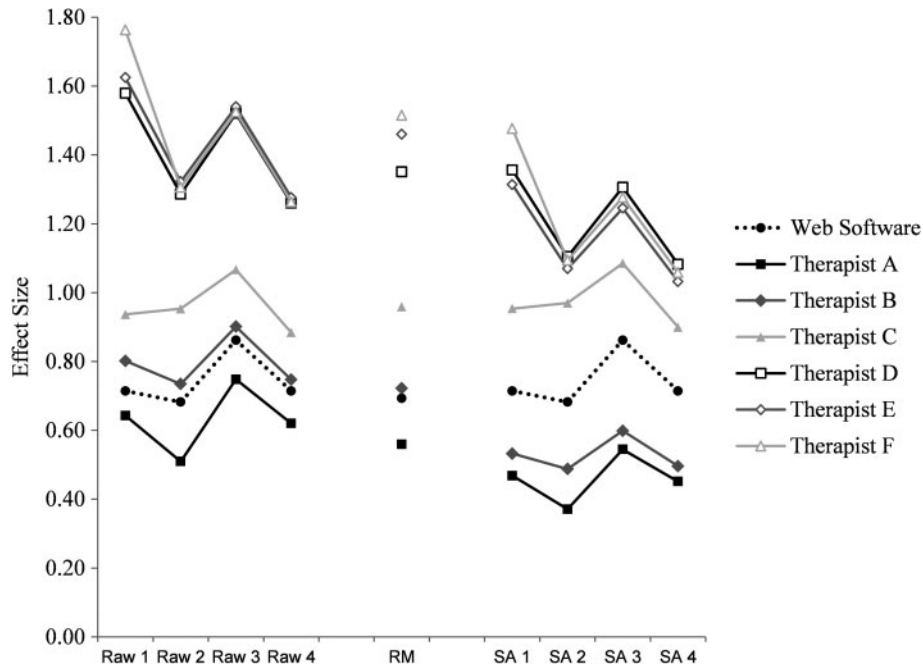 1.80
1.60
1.40
1.20
1.00
0.80
0.60
0.40
0.20
0.00
Effect Size
Raw 1 Raw 2 Raw 3 Raw 4 RM SA 1 SA 2 SA 3 SA 4
Web Software
Therapist A
Therapist B
Therapist C
Therapist D
Therapist E
Therapist F